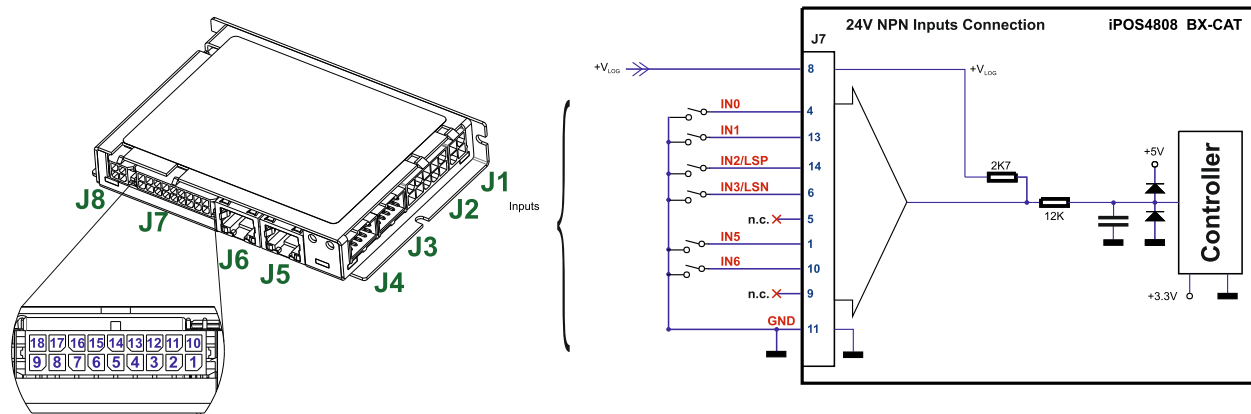 J8
J7
J6
J5
J4
J3
J2
J1
18 17 16 15 14 13 12 11 10
9 8 7 6 5 4 3 2 1
Inputs
24V NPN Inputs Connection
iPOS4808 BX-CAT
J7
+VLOG
8
+VLOG
IN0
4
IN1
13
IN2/LSP
14
IN3/LSN
6
n.c.
5
IN5
1
IN6
10
n.c.
9
GND
11
2K7
12K
+5V
Controller
+3.3V